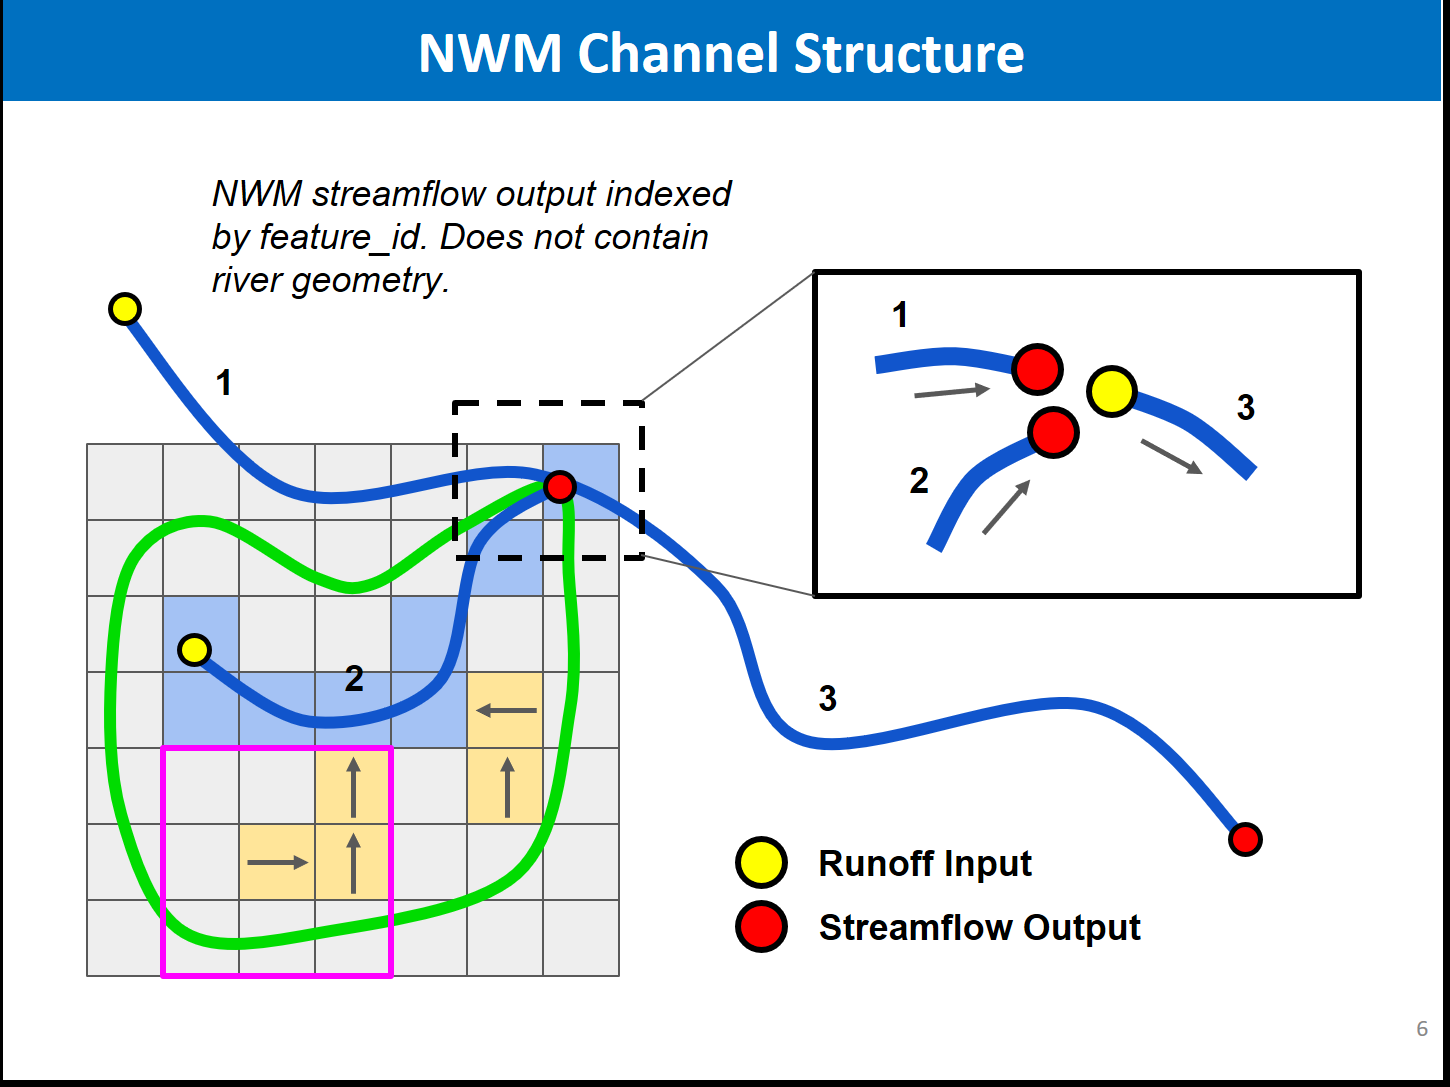 NWM Channel Structure
NWM streamflow output indexed
by feature_id. Does not contain
river geometry.
1
2
3
1
2
3
Runoff Input
Streamflow Output
6